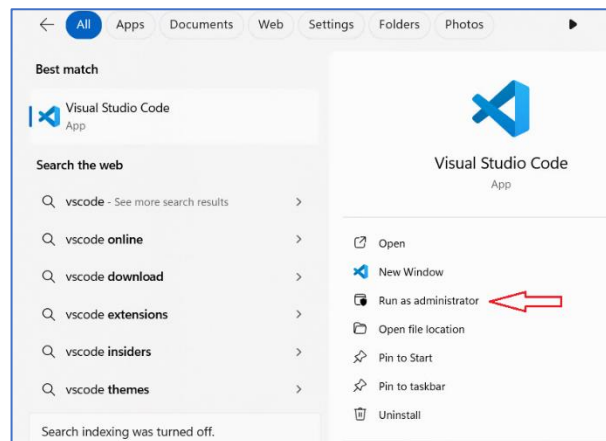 All Apps Documents Web Settings Folders Photos
Best match
Visual Studio Code
App
Search the web
vscode - See more search results
vscode online
vscode download
vscode extensions
vscode insiders
vscode themes
Search indexing was turned off.
Visual Studio Code
App
Open
New Window
Run as administrator
Open file location
Pin to Start
Pin to taskbar
Uninstall